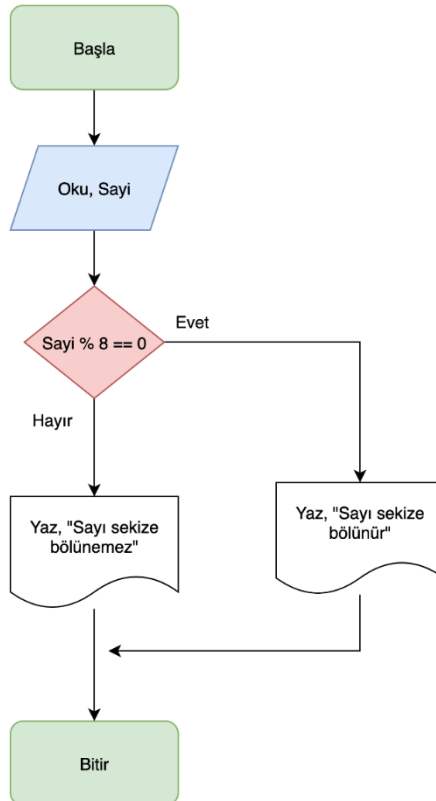 Başla
Oku, Sayi
Sayi % 8 == 0
Evet
Hayır
Yaz, "Sayı sekize
bölünemez"
Yaz, "Sayı sekize
bölünür"
Bitir